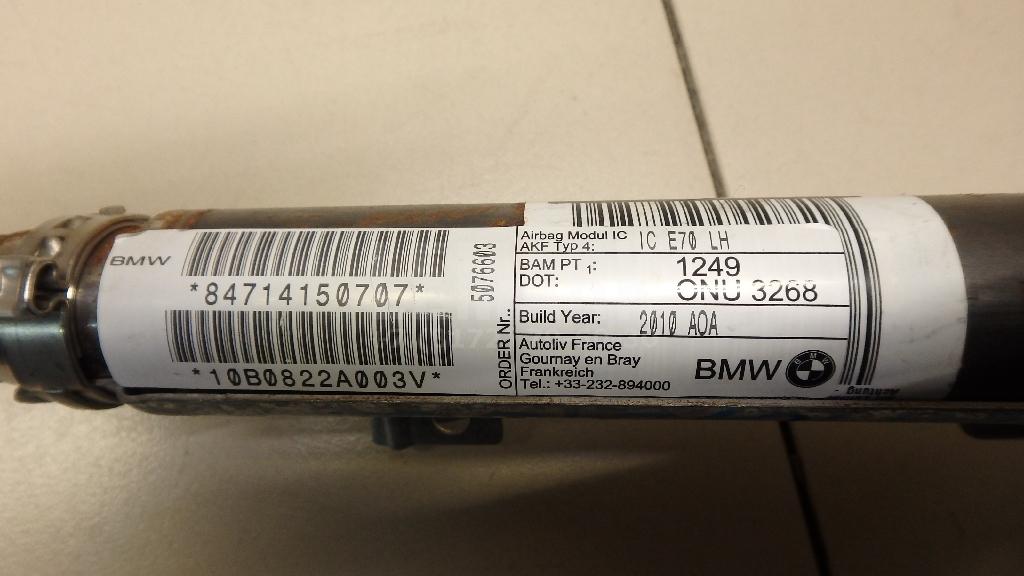 BMW
*84714150707*
*10B0822A003V*
5076603
ORDER Nr..
Airbag Modul IC
AKF Typ 4: IC E70 LH
BAM PT 1: 1249
DOT: ONU 3268
Build Year: 2010 AOA
Autoliv France
Gournay en Bray
Frankreich
Tel.: +33-232-894000
BMW
BMW